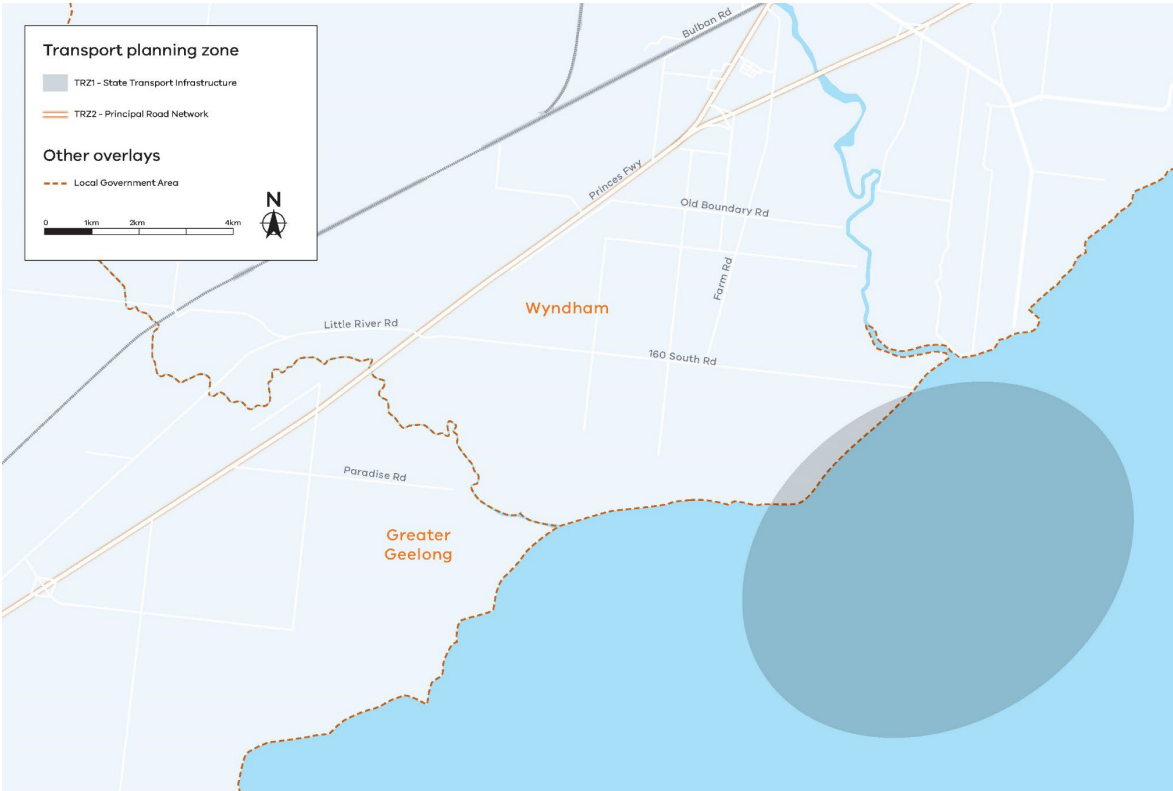 Transport planning zone
TRZ1 - State Transport Infrastructure
TRZ2 - Principal Road Network
Other overlays
Local Government Area
N
0 1km 2km 4km
Bulban Rd
Princes Fwy
Old Boundary Rd
Farm Rd
Wyndham
Little River Rd
160 South Rd
Paradise Rd
Greater
Geelong